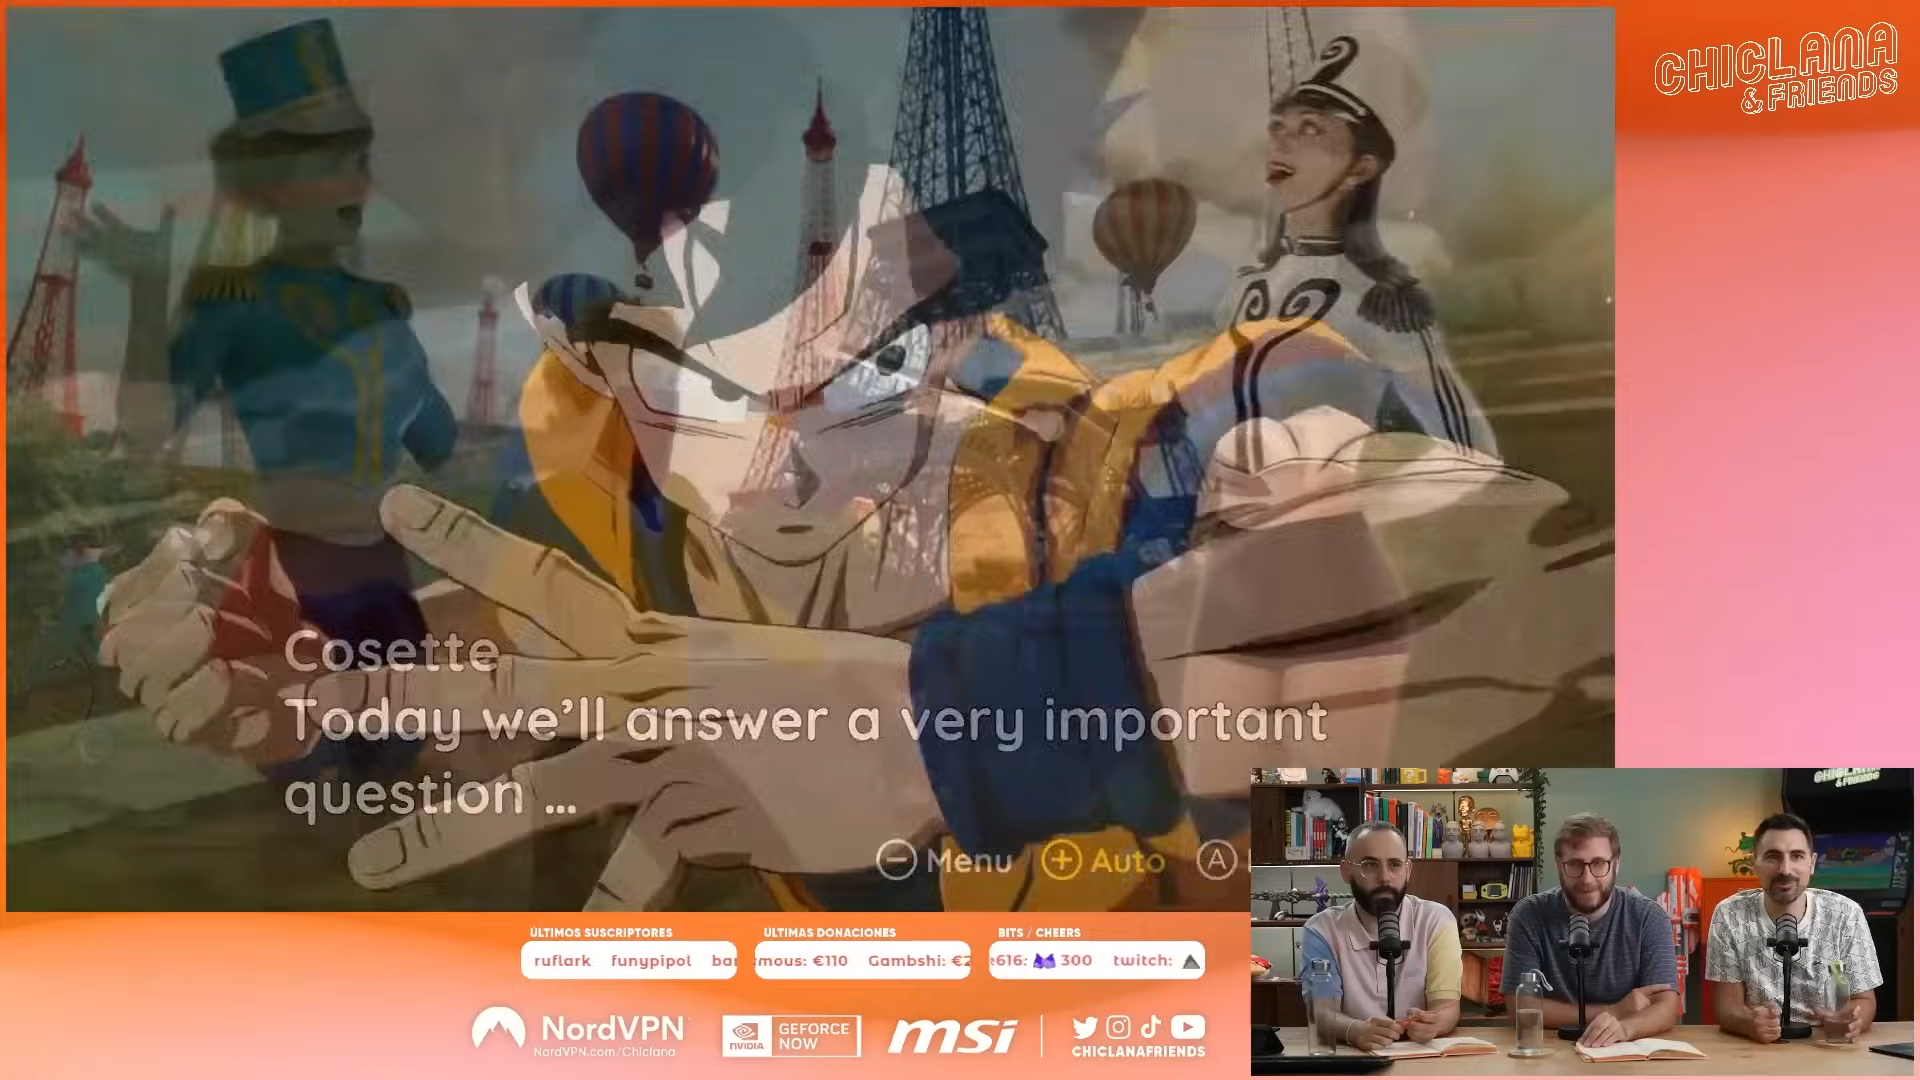 CHICLANA
& FRIENDS
Cosette
Today we'll answer a very important
question ...
Menu
Auto
A
ÚLTIMOS SUSCRIPTORES
ruflark funypipol
ÚLTIMAS DONACIONES
mous: €110 Gambshi:
BITS / CHEERS
616: 300 twitch:
NordVPN
NordVPN.com/Chiclana
NVIDIA
GEFORCE
NOW
msi
CHICLANAFRIENDS